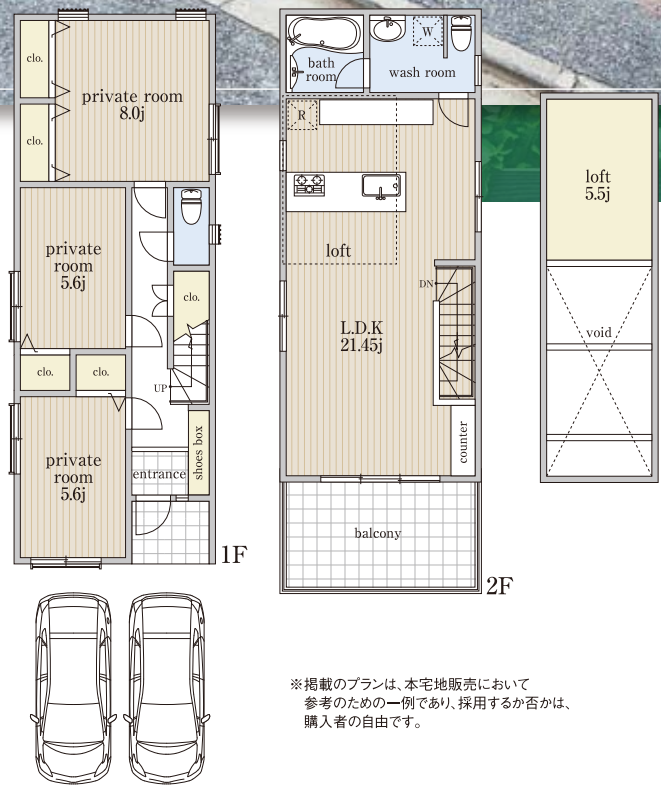 clo.
private room
8.0j
clo.
private
room
5.6j
clo.
clo.
clo.
UP
private
room
5.6j
entrance
shoes box
1F
bath
room
W
wash room
R
loft
DN
L.D.K
21.45j
counter
balcony
2F
loft
5.5j
void
※掲載のプランは、本宅地販売において
参考のための一例であり、採用するか否かは、
購入者の自由です。